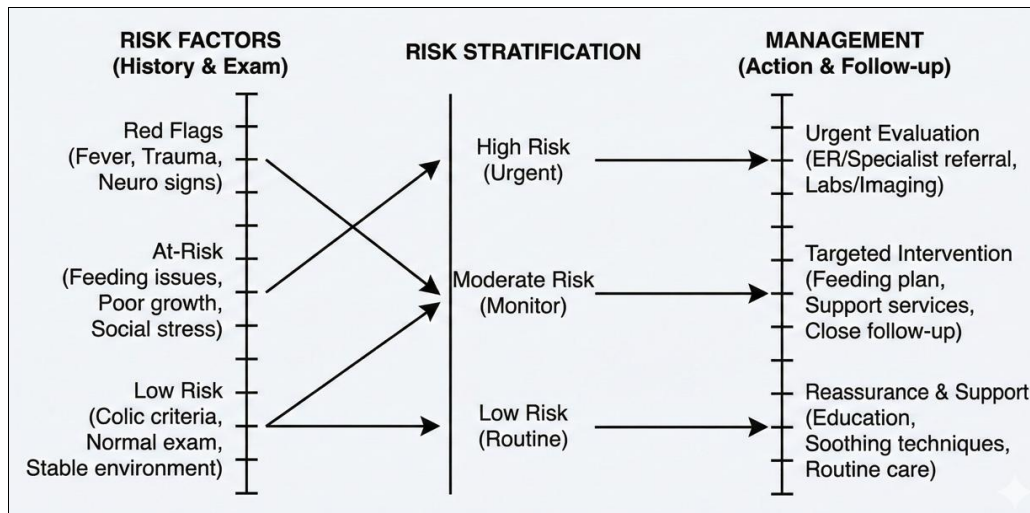 RISK FACTORS
(History & Exam)
RISK STRATIFICATION
MANAGEMENT
(Action & Follow-up)
Red Flags
(Fever, Trauma,
Neuro signs)
At-Risk
(Feeding issues,
Poor growth,
Social stress)
Low Risk
(Colic criteria,
Normal exam,
Stable environment)
High Risk
(Urgent)
Moderate Risk
(Monitor)
Low Risk
(Routine)
Urgent Evaluation
(ER/Specialist referral,
Labs/Imaging)
Targeted Intervention
(Feeding plan,
Support services,
Close follow-up)
Reassurance & Support
(Education,
Soothing techniques,
Routine care)